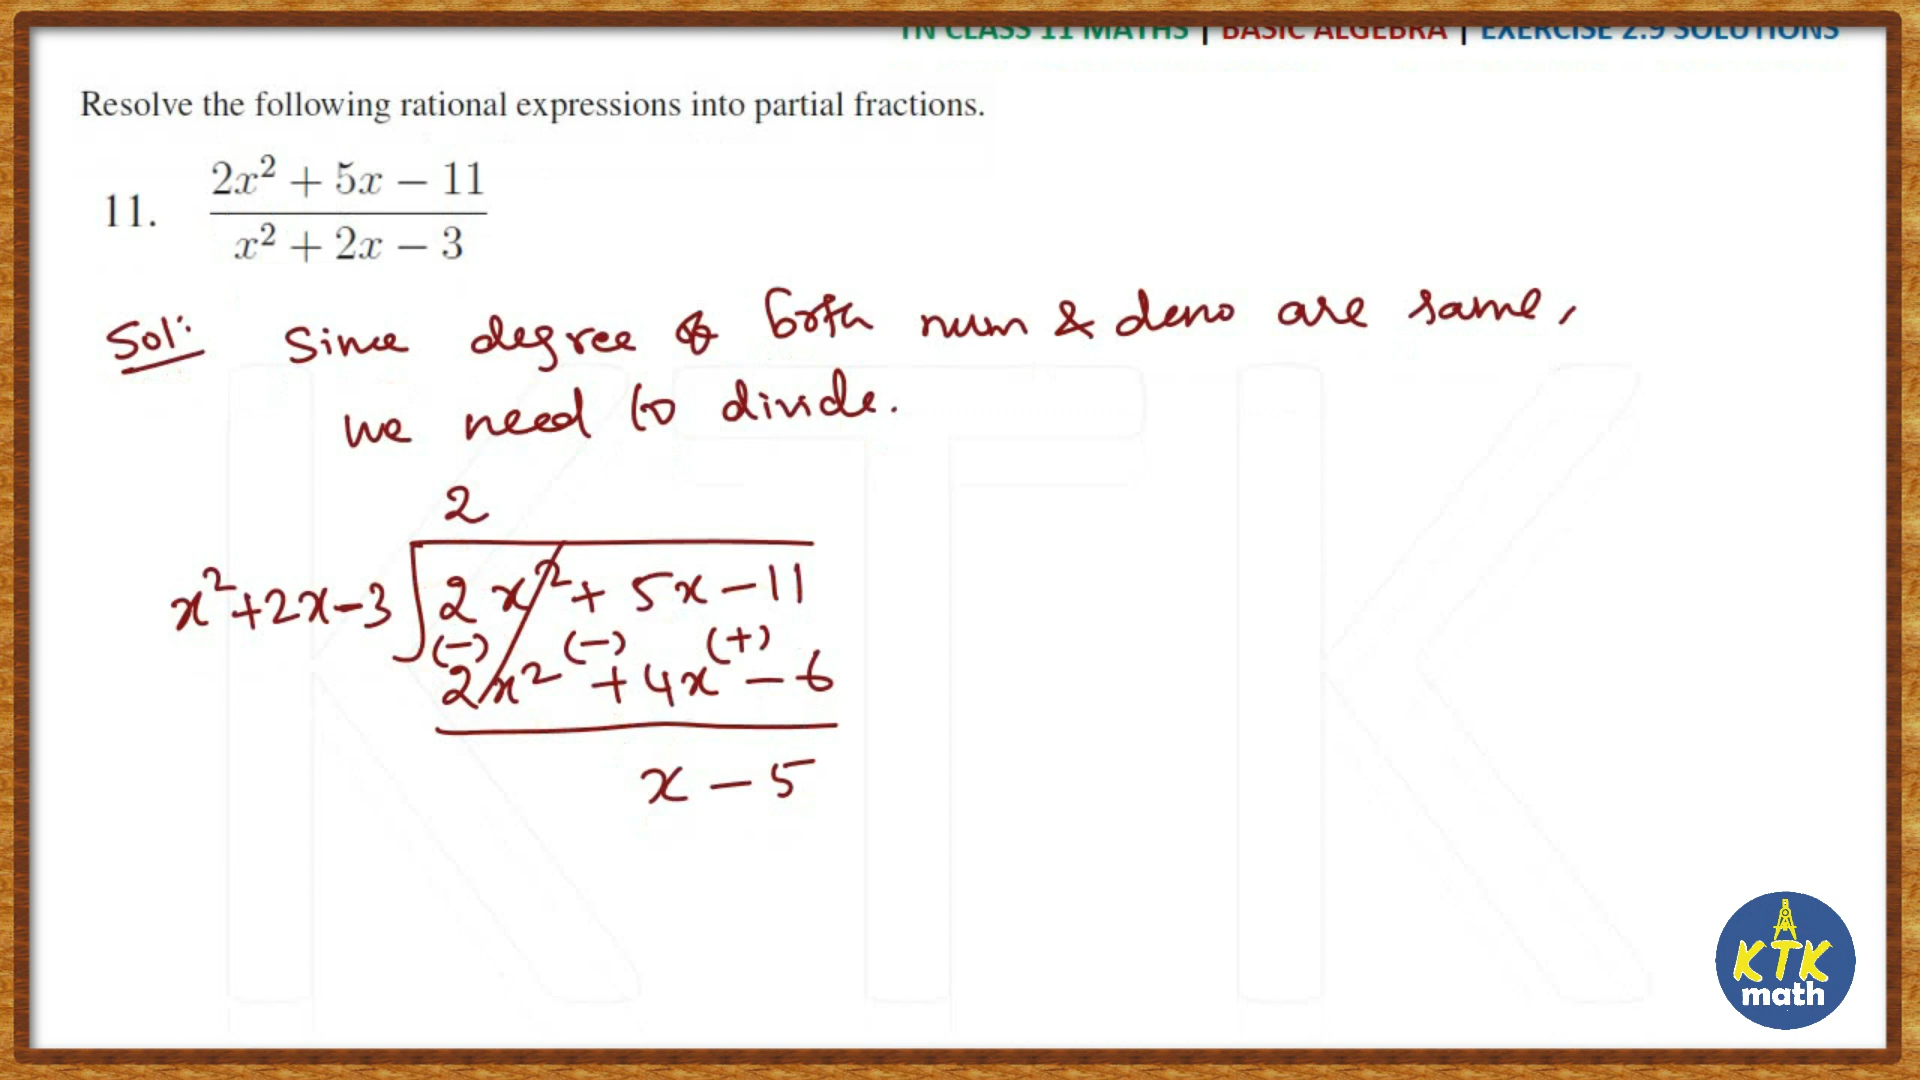 TN CLASS 11 MATHS | BASIC ALGEBRA | EXERCISE 2.9 SOLUTIONS
Resolve the following rational expressions into partial fractions.
11. (2x² + 5x − 11)/(x² + 2x − 3)
Sol: Since degree of both num & deno are same,
we need to divide.
2
x²+2x−3 2x² + 5x − 11
(−) (−) (+)
2x² + 4x − 6
x − 5
KTK
math